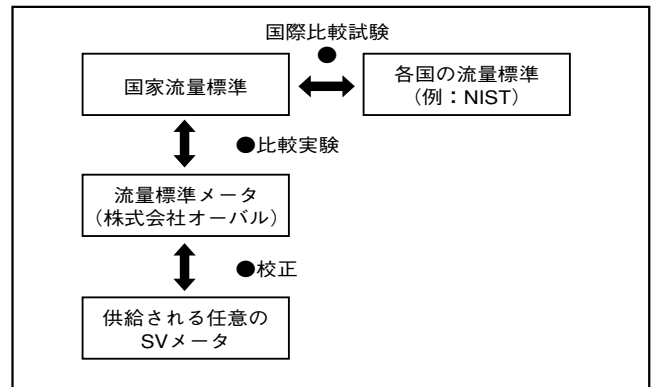 国際比較試験
●
国家流量標準
各国の流量標準
（例：NIST）
●比較実験
流量標準メータ
（株式会社オーバル）
●校正
供給される任意の
SVメータ